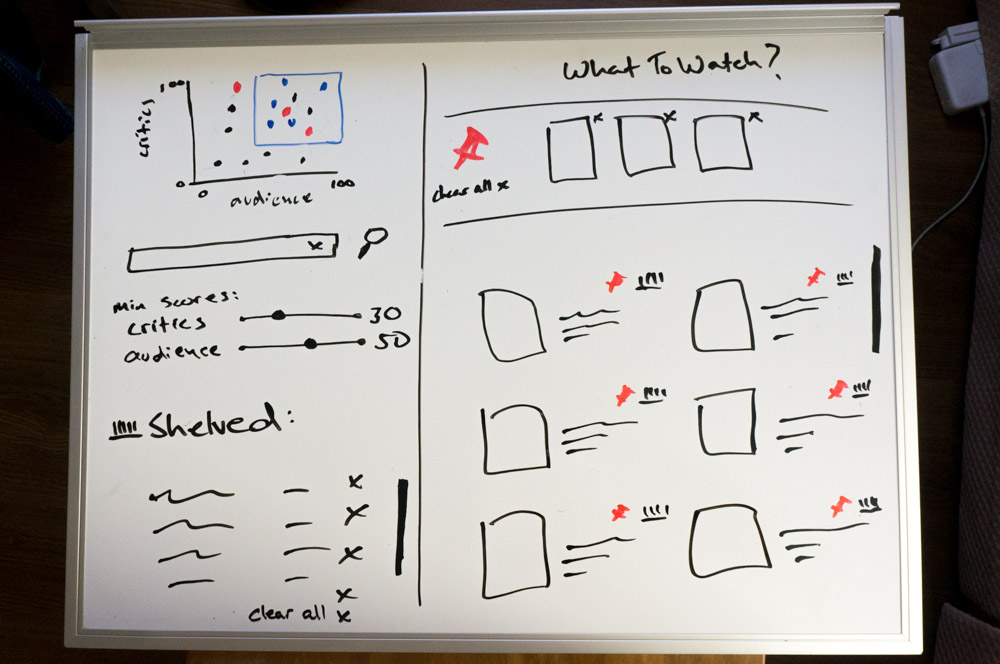 100
critics
0
0
100
audience
x
min scores:
critics 30
audience 50
Shelved:
x
x
x
x
clear all x
What To Watch?
x x x
clear all x